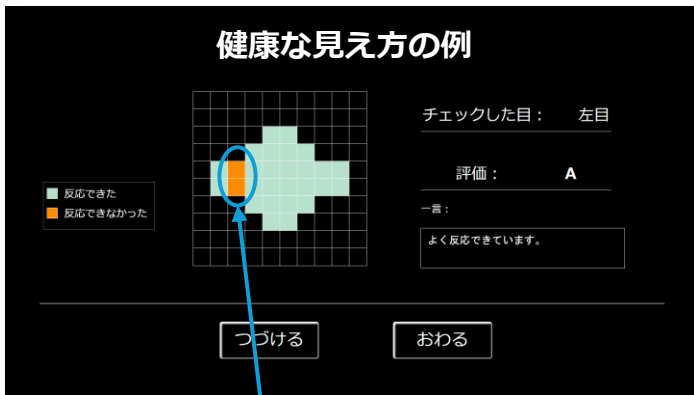 健康な見え方の例
チェックした目： 左目
評価： A
反応できた
反応できなかった
一言：
よく反応できています。
つづける
おわる